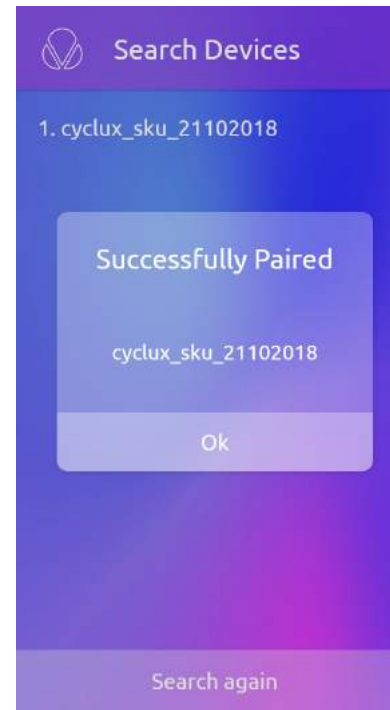 Search Devices
1. cyclux_sku_21102018
Successfully Paired
cyclux_sku_21102018
Ok
Search again